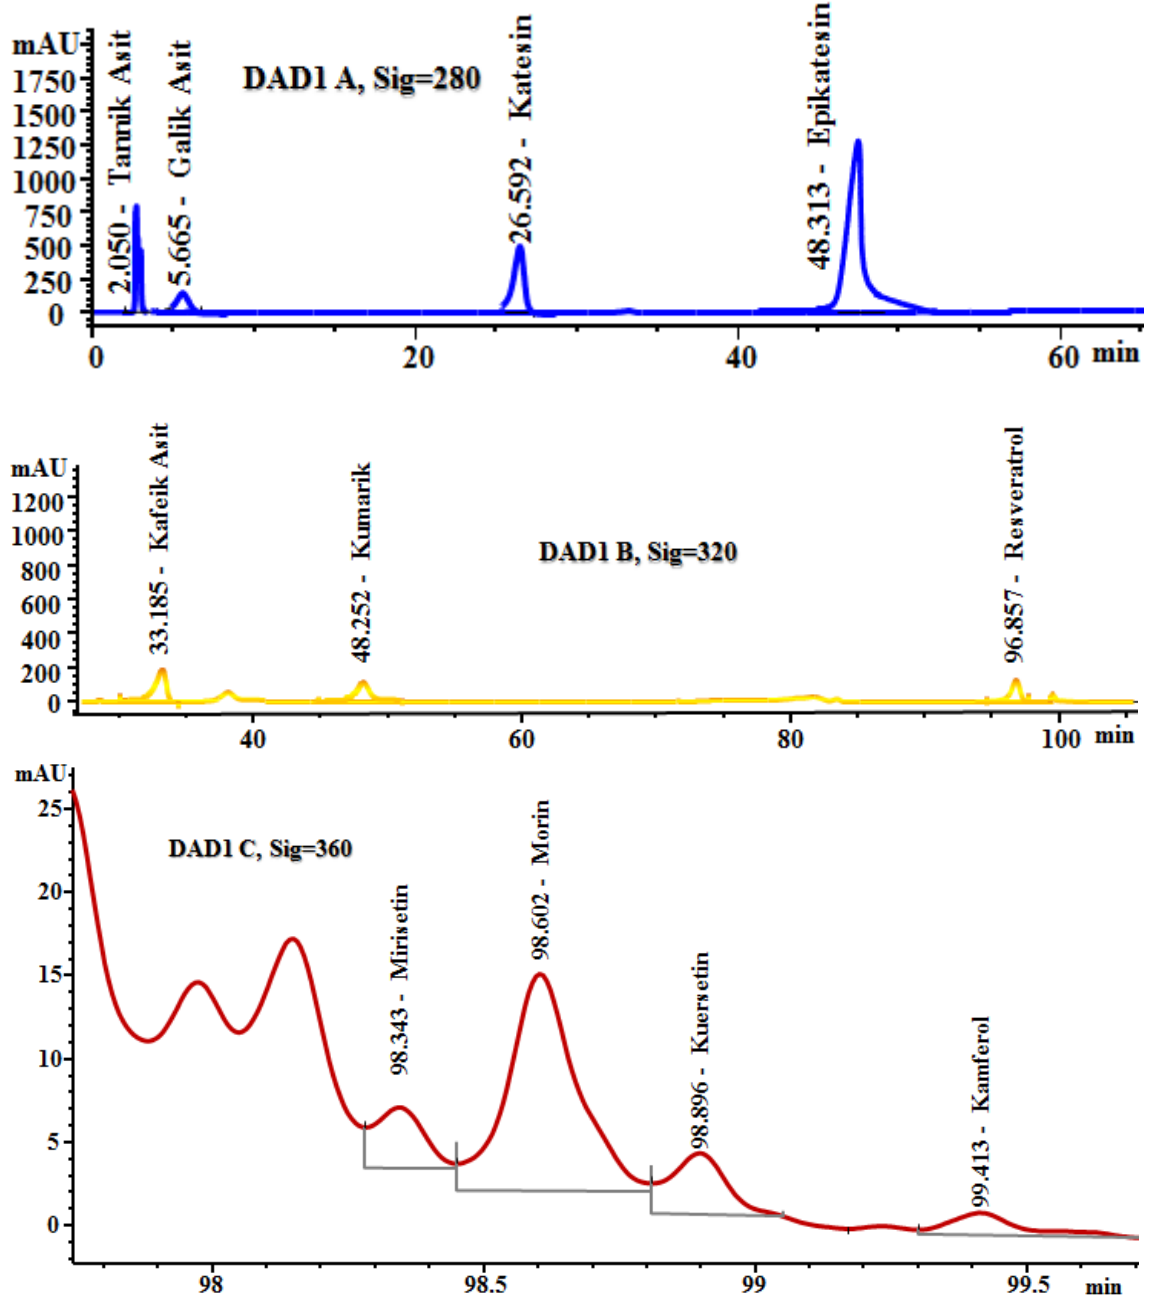 mAU
1750
1500
1250
1000
750
500
250
0
2.050 - Tannik Asit
5.665 - Galik Asit
DAD1 A, Sig=280
26.592 - Katesin
48.313 - Epikatesin
0 20 40 60 min
mAU
1200
1000
800
600
400
200
0
33.185 - Kafeik Asit
48.252 - Kumarik
DAD1 B, Sig=320
96.857 - Resveratrol
40 60 80 100 min
mAU
25
20
15
10
5
0
DAD1 C, Sig=360
98.343 - Mirisetin
98.602 - Morin
98.896 - Kuersetin
99.413 - Kamferol
98 98.5 99 99.5 min